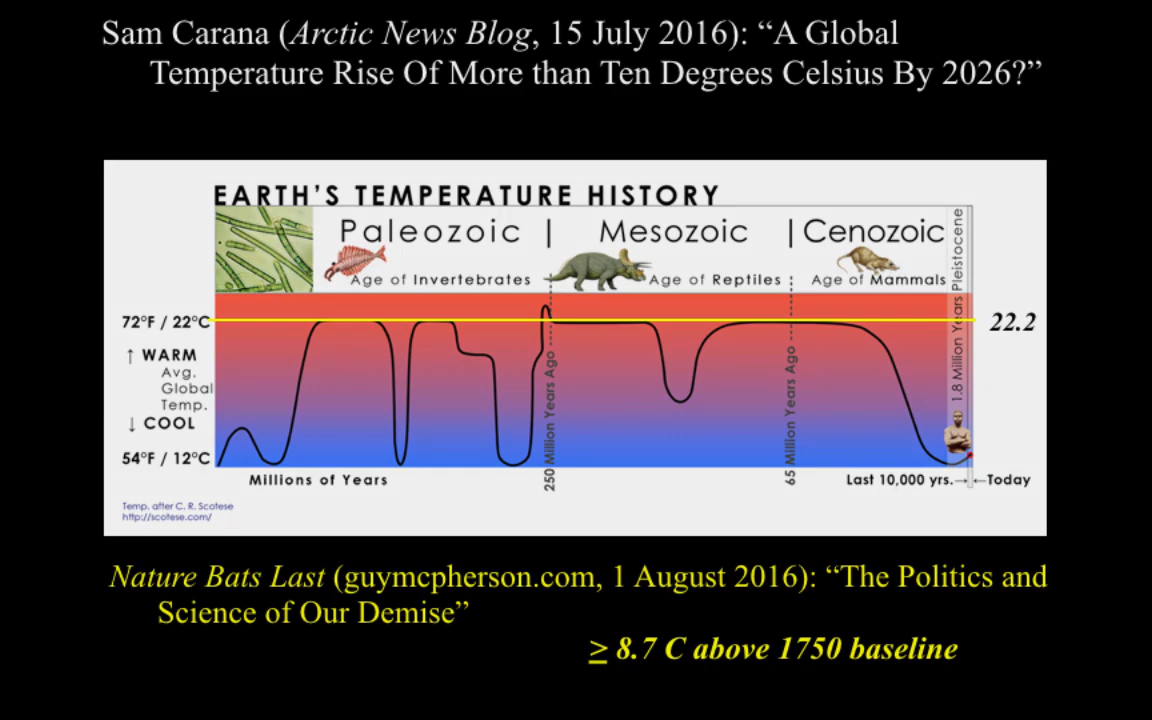 Sam Carana (Arctic News Blog, 15 July 2016): “A Global
Temperature Rise Of More than Ten Degrees Celsius By 2026?”
EARTH’S TEMPERATURE HISTORY
Paleozoic | Mesozoic | Cenozoic
Age of Invertebrates
Age of Reptiles
Age of Mammals
1.8 Million Years Pleistocene
72°F / 22°C
22.2
↑ WARM
Avg.
Global
Temp.
↓ COOL
54°F / 12°C
250 Million Years Ago
65 Million Years Ago
Millions of Years
Last 10,000 yrs.→
←Today
Temp. after C. R. Scotese
http://scotese.com/
Nature Bats Last (guymcpherson.com, 1 August 2016): “The Politics and
Science of Our Demise”
≥ 8.7 C above 1750 baseline